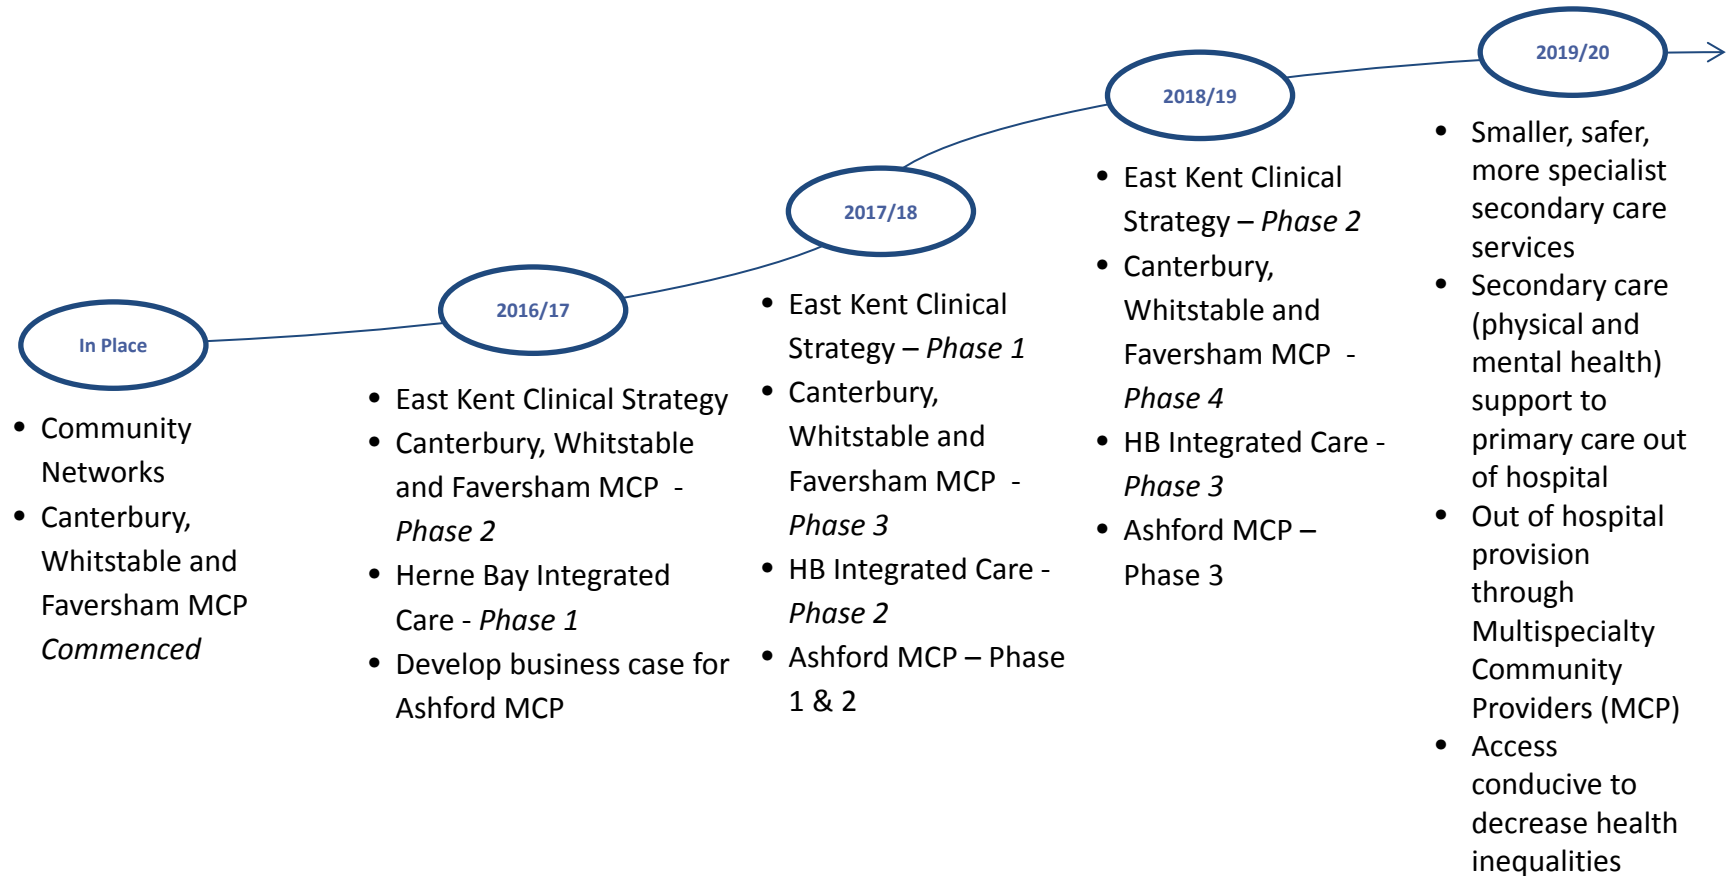 In Place
• Community
Networks
• Canterbury,
Whitstable and
Faversham MCP
Commenced
2016/17
• East Kent Clinical Strategy
• Canterbury, Whitstable
and Faversham MCP -
Phase 2
• Herne Bay Integrated
Care - Phase 1
• Develop business case for
Ashford MCP
2017/18
• East Kent Clinical
Strategy – Phase 1
• Canterbury,
Whitstable and
Faversham MCP -
Phase 3
• HB Integrated Care -
Phase 2
• Ashford MCP – Phase
1 & 2
2018/19
• East Kent Clinical
Strategy – Phase 2
• Canterbury,
Whitstable and
Faversham MCP -
Phase 4
• HB Integrated Care -
Phase 3
• Ashford MCP –
Phase 3
2019/20
• Smaller, safer,
more specialist
secondary care
services
• Secondary care
(physical and
mental health)
support to
primary care out
of hospital
• Out of hospital
provision
through
Multispecialty
Community
Providers (MCP)
• Access
conducive to
decrease health
inequalities